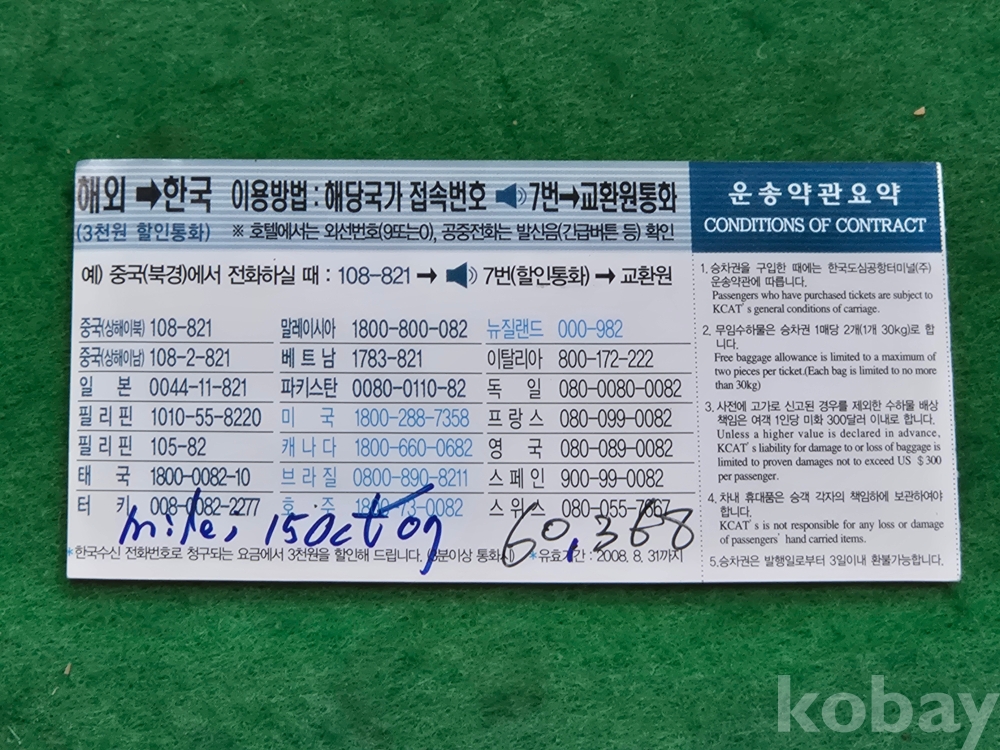 해외 ➡한국 이용방법 : 해당국가 접속번호 7번→교환원통화
(3천원 할인통화) ※ 호텔에서는 외선번호(9또는0), 공중전화는 발신음(긴급버튼 등) 확인
예) 중국(북경)에서 전화하실 때 : 108-821 → 7번(할인통화) → 교환원
중국(상해이북) 108-821 말레이시아 1800-800-082 뉴질랜드 000-982
중국(상해이남) 108-2-821 베트남 1783-821 이탈리아 800-172-222
일 본 0044-11-821 파키스탄 0080-0110-82 독 일 080-0080-0082
필리핀 1010-55-8220 미 국 1800-288-7358 프랑스 080-099-0082
필리핀 105-82 캐나다 1800-660-0682 영 국 080-089-0082
태 국 1800-0082-10 브라질 0800-890-8211 스페인 900-99-0082
터 키 008-0082-2277 호 주 73-0082 스위스 080-055-7667
mile, 15Oct 09 60,368
*한국수신 전화번호로 청구되는 요금에서 3천원을 할인해 드립니다. *유효기간 : 2008. 8. 31까지
운송약관요약
CONDITIONS OF CONTRACT
1. 승차권을 구입한 때에는 한국도심공항터미널(주)
운송약관에 따릅니다.
Passengers who have purchased tickets are subject to
KCAT's general conditions of carriage.
2. 무임수하물은 승차권 1매당 2개(1개 30kg)로 합
니다.
Free baggage allowance is limited to a maximum of
two pieces per ticket.(Each bag is limited to no more
than 30kg)
3. 사전에 고가로 신고된 경우를 제외한 수하물 배상
책임은 여객 1인당 미화 300달러 이내로 합니다.
Unless a higher value is declared in advance,
KCAT's liability for damage to or loss of baggage is
limited to proven damages not to exceed US $300
per passenger.
4. 차내 휴대품은 승객 각자의 책임하에 보관하여야
합니다.
KCAT's is not responsible for any loss or damage
of passengers' hand carried items.
5. 승차권은 발행일로부터 3일이내 환불가능합니다.
kobay